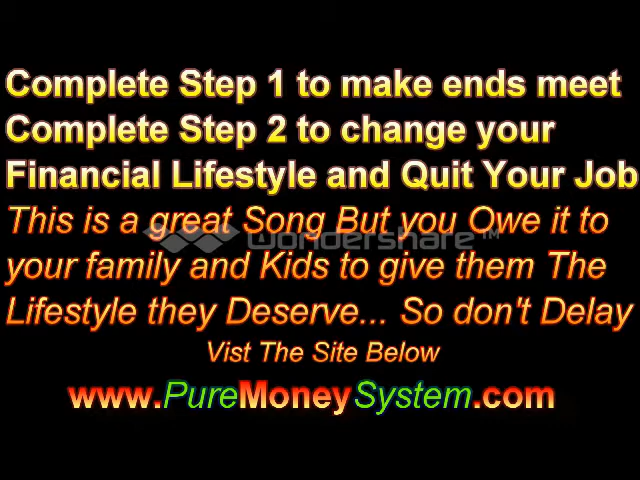 Complete Step 1 to make ends meet
Complete Step 2 to change your
Financial Lifestyle and Quit Your Job
This is a great Song But you Owe it to
wondershare™
your family and Kids to give them The
Lifestyle they Deserve... So don't Delay
Vist The Site Below
www.PureMoneySystem.com